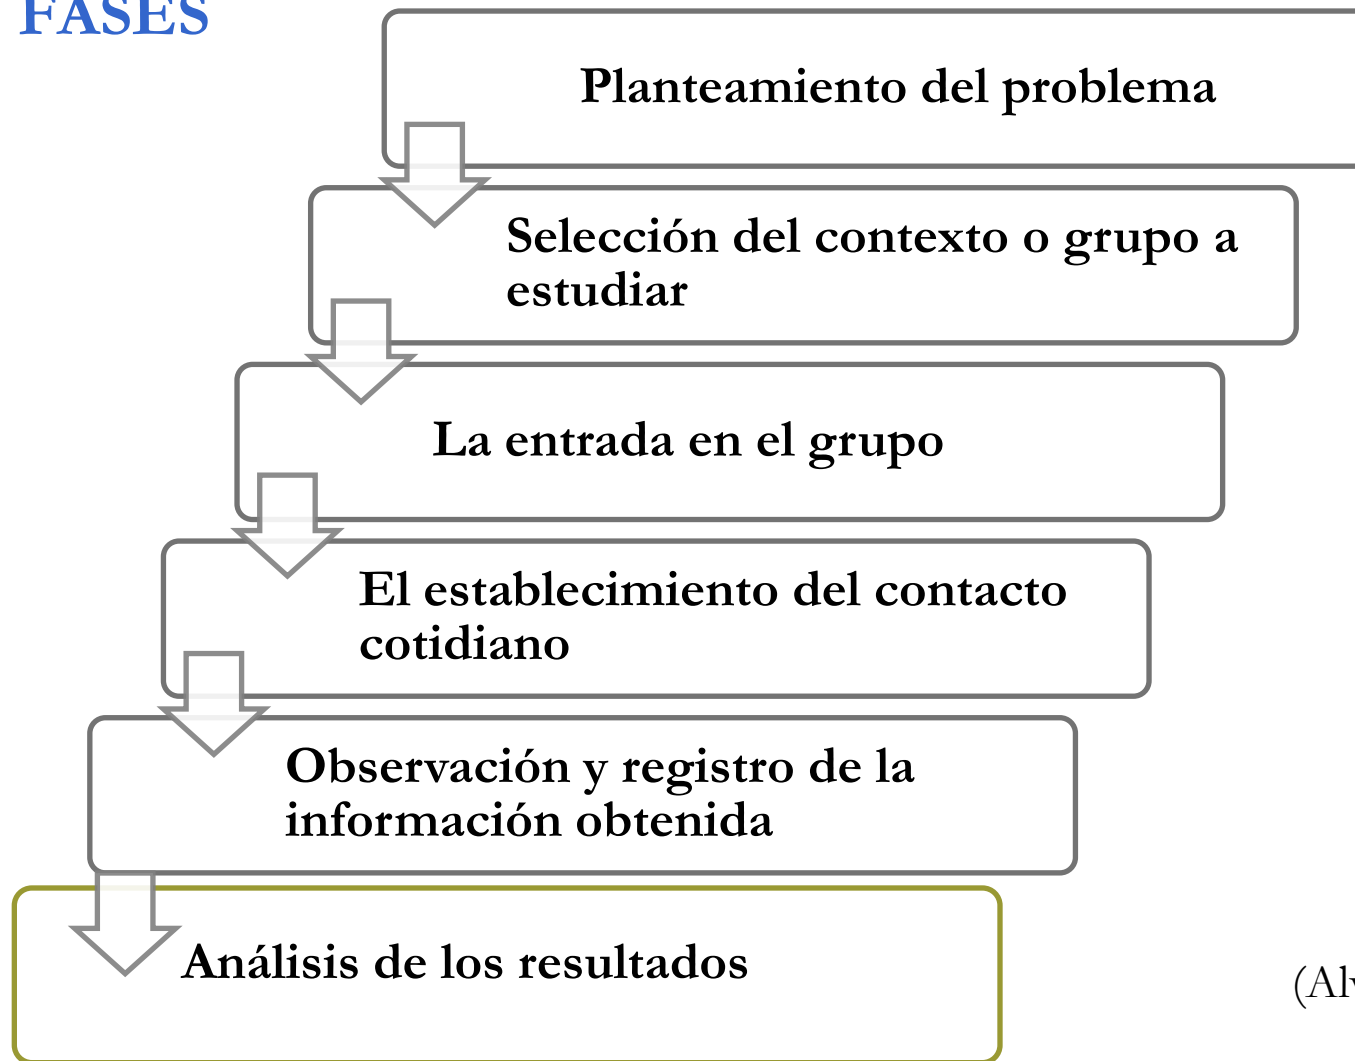 FASES
Planteamiento del problema
Selección del contexto o grupo a
estudiar
La entrada en el grupo
El establecimiento del contacto
cotidiano
Observación y registro de la
información obtenida
Análisis de los resultados